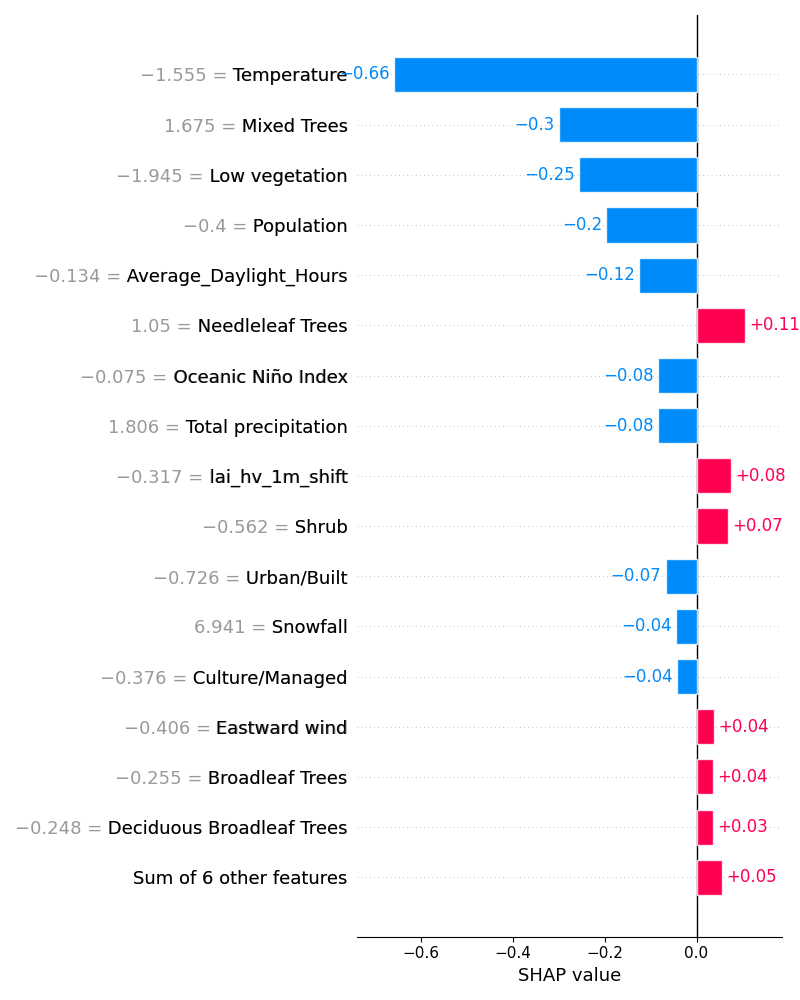 −1.555 = Temperature −0.66
1.675 = Mixed Trees −0.3
−1.945 = Low vegetation −0.25
−0.4 = Population −0.2
−0.134 = Average_Daylight_Hours −0.12
1.05 = Needleleaf Trees +0.11
−0.075 = Oceanic Niño Index −0.08
1.806 = Total precipitation −0.08
−0.317 = lai_hv_1m_shift +0.08
−0.562 = Shrub +0.07
−0.726 = Urban/Built −0.07
6.941 = Snowfall −0.04
−0.376 = Culture/Managed −0.04
−0.406 = Eastward wind +0.04
−0.255 = Broadleaf Trees +0.04
−0.248 = Deciduous Broadleaf Trees +0.03
Sum of 6 other features +0.05
−0.6 −0.4 −0.2 0.0
SHAP value